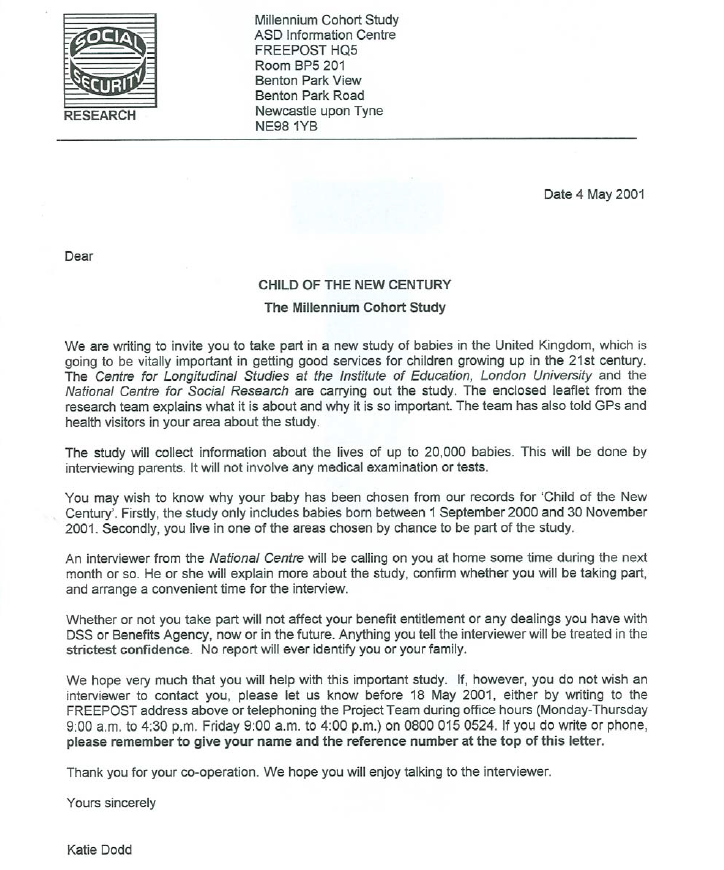 SOCIAL
SECURITY
RESEARCH
Millennium Cohort Study
ASD Information Centre
FREEPOST HQ5
Room BP5 201
Benton Park View
Benton Park Road
Newcastle upon Tyne
NE98 1YB
Date 4 May 2001
Dear
CHILD OF THE NEW CENTURY
The Millennium Cohort Study
We are writing to invite you to take part in a new study of babies in the United Kingdom, which is
going to be vitally important in getting good services for children growing up in the 21st century.
The Centre for Longitudinal Studies at the Institute of Education, London University and the
National Centre for Social Research are carrying out the study. The enclosed leaflet from the
research team explains what it is about and why it is so important. The team has also told GPs and
health visitors in your area about the study.
The study will collect information about the lives of up to 20,000 babies. This will be done by
interviewing parents. It will not involve any medical examination or tests.
You may wish to know why your baby has been chosen from our records for 'Child of the New
Century'. Firstly, the study only includes babies born between 1 September 2000 and 30 November
2001. Secondly, you live in one of the areas chosen by chance to be part of the study.
An interviewer from the National Centre will be calling on you at home some time during the next
month or so. He or she will explain more about the study, confirm whether you will be taking part,
and arrange a convenient time for the interview.
Whether or not you take part will not affect your benefit entitlement or any dealings you have with
DSS or Benefits Agency, now or in the future. Anything you tell the interviewer will be treated in the
strictest confidence. No report will ever identify you or your family.
We hope very much that you will help with this important study. If, however, you do not wish an
interviewer to contact you, please let us know before 18 May 2001, either by writing to the
FREEPOST address above or telephoning the Project Team during office hours (Monday-Thursday
9:00 a.m. to 4:30 p.m. Friday 9:00 a.m. to 4:00 p.m.) on 0800 015 0524. If you do write or phone,
please remember to give your name and the reference number at the top of this letter.
Thank you for your co-operation. We hope you will enjoy talking to the interviewer.
Yours sincerely
Katie Dodd